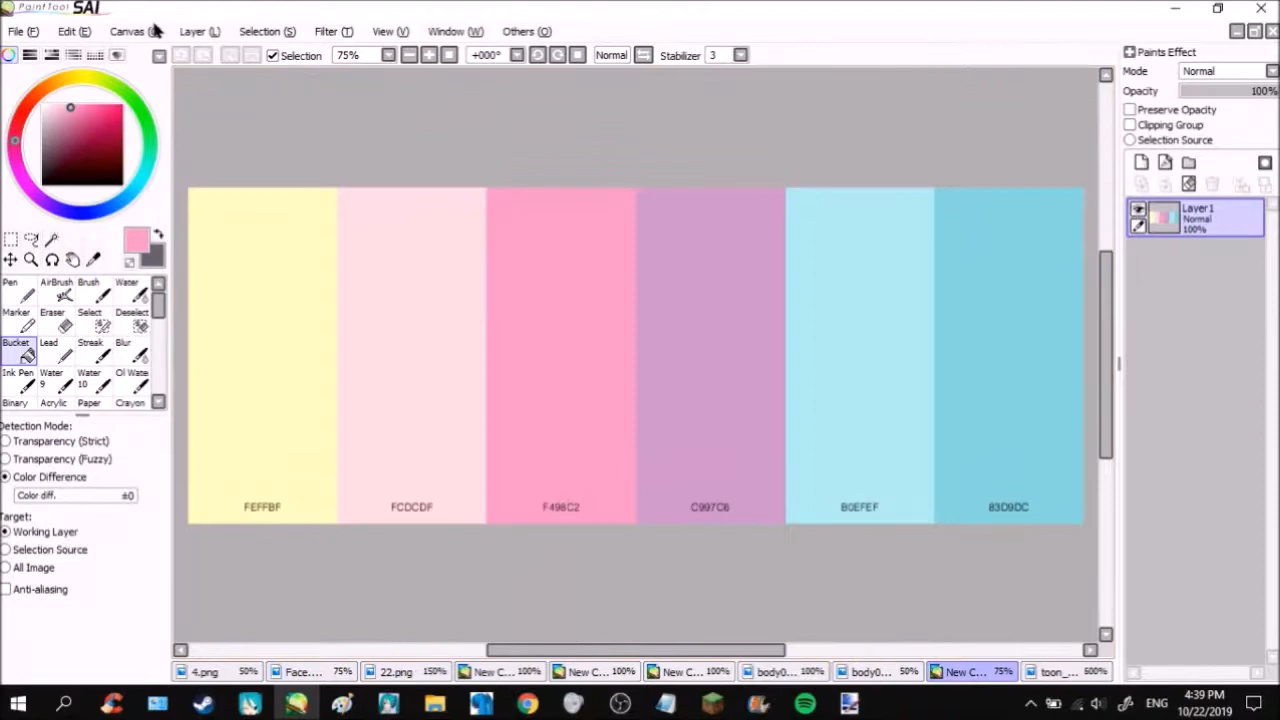 PaintTool SAI
File (F) Edit (E) Canvas ( Layer (L) Selection (S) Filter (T) View (V) Window (W) Others (O)
Selection 75% +000° Normal Stabilizer 3
Paints Effect
Mode Normal
Opacity 100%
Preserve Opacity
Clipping Group
Selection Source
Layer1
Normal
100%
Pen AirBrush Brush Water
Marker Eraser Select Deselect
Bucket Lead Streak Blur
Ink Pen Water 9 Water 10 Oil Wate
Binary Acrylic Paper Crayon
Detection Mode:
Transparency (Strict)
Transparency (Fuzzy)
Color Difference
Color diff. ±0
Target:
Working Layer
Selection Source
All Image
Anti-aliasing
FEFFBF FCDCDF F498C2 C997C6 B0EFEF 83D9DC
4.png 50% Face.... 75% 22.png 150% New C... 100% New C... 100% New C... 100% body0... 100% body0... 50% New C... 75% toon_... 600%
ENG
4:39 PM
10/22/2019